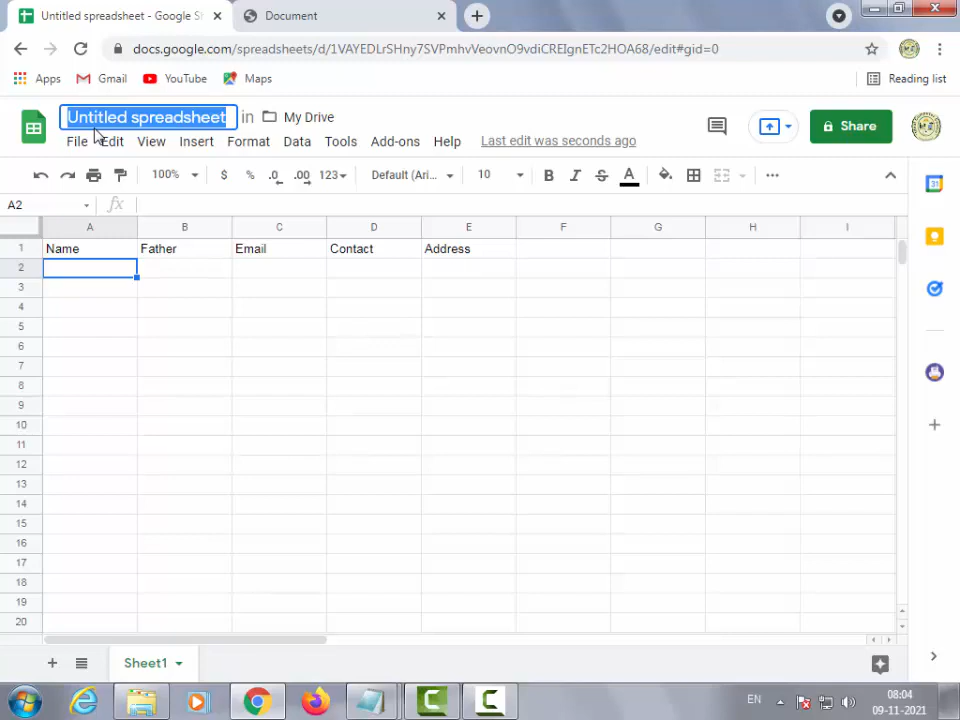 Untitled spreadsheet - Google S
Document
docs.google.com/spreadsheets/d/1VAYEDLrSHny7SVPmhvVeovnO9vdiCREIgnETc2HOA68/edit#gid=0
Apps Gmail YouTube Maps Reading list
Untitled spreadsheet in My Drive
File Edit View Insert Format Data Tools Add-ons Help Last edit was seconds ago
Share
100% $ % .0 .00 123 Default (Ari... 10 B I S A
A2 fx
A B C D E F G H I
1 Name Father Email Contact Address
2
3
4
5
6
7
8
9
10
11
12
13
14
15
16
17
18
19
20
Sheet1
EN 08:04
09-11-2021